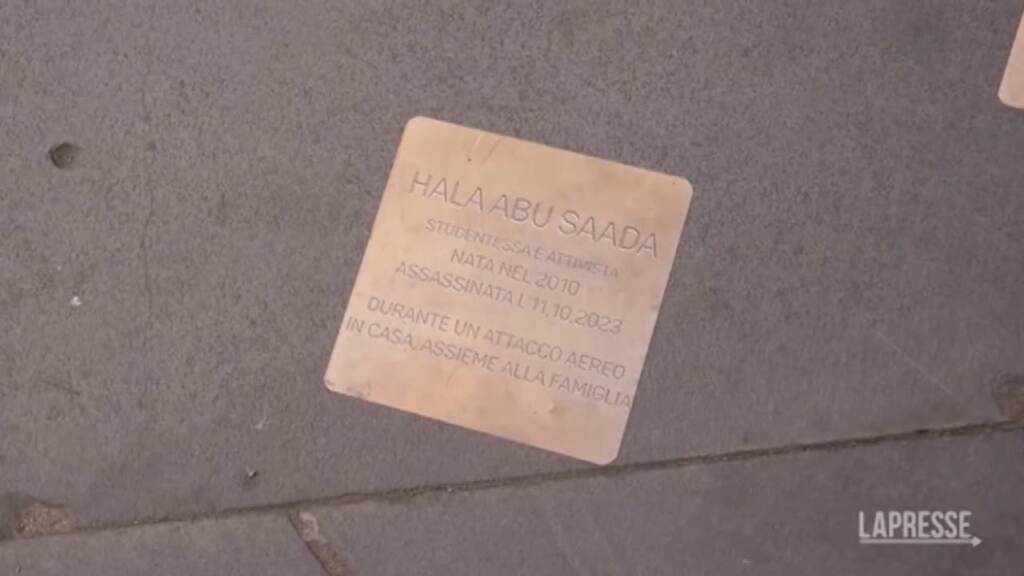 HALA ABU SAADA
STUDENTESSA E ATTIVISTA
NATA NEL 2010
ASSASSINATA L'11.10.2023
DURANTE UN ATTACCO AEREO
IN CASA, ASSIEME ALLA FAMIGLIA
LAPRESSE